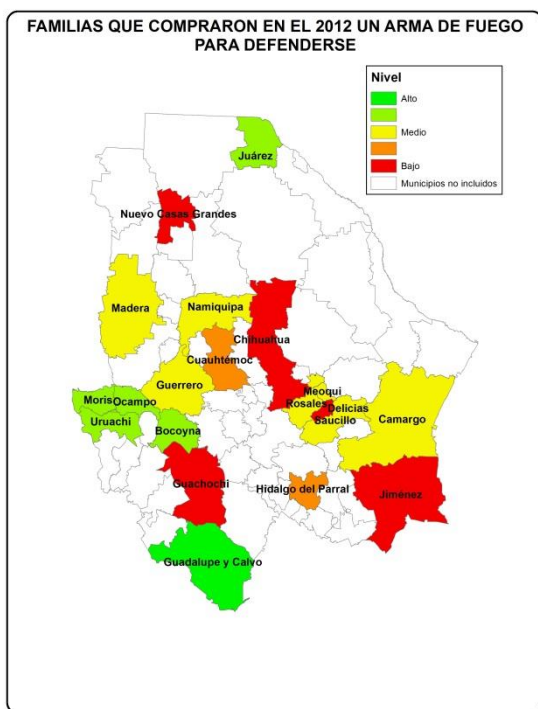 FAMILIAS QUE COMPRARON EN EL 2012 UN ARMA DE FUEGO
PARA DEFENDERSE
Nivel
Alto
Medio
Bajo
Municipios no incluidos
Juárez
Nuevo Casas Grandes
Madera
Namiquipa
Chihuahua
Cuauhtémoc
Guerrero
Meoqui
Moris
Ocampo
Rosales
Delicias
Uruachi
Bocoyna
Saucillo
Camargo
Guachochi
Hidalgo del Parral
Jiménez
Guadalupe y Calvo